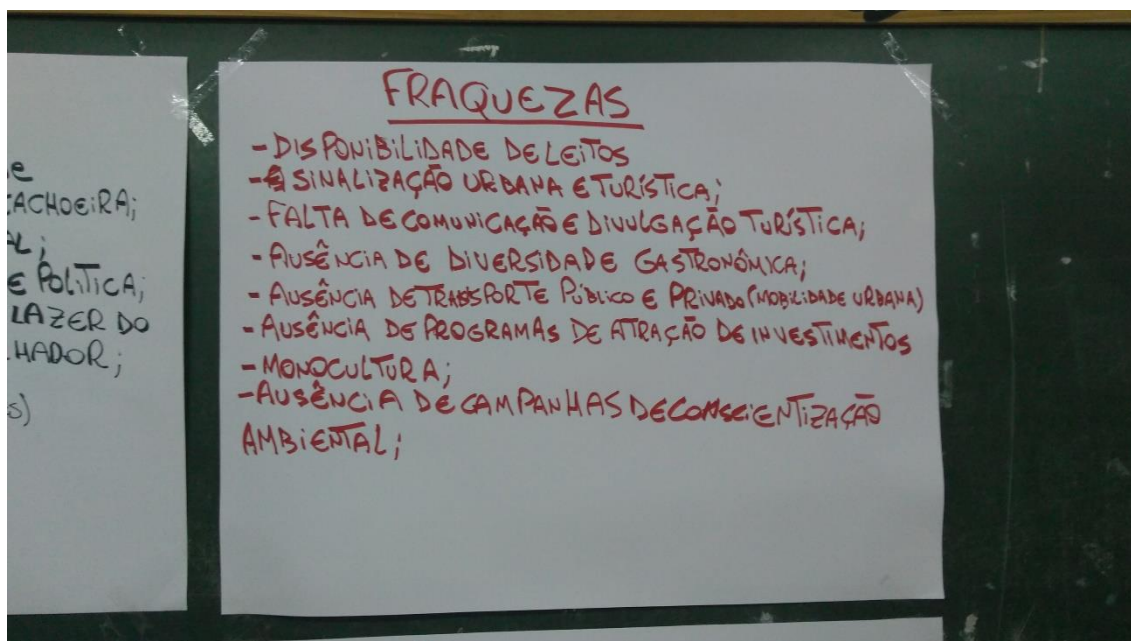 E
CACHOEIRA;
AL;
E POLÍTICA;
LAZER DO
LHADOR;
s)
FRAQUEZAS
- DISPONIBILIDADE DE LEITOS
- SINALIZAÇÃO URBANA E TURÍSTICA;
- FALTA DE COMUNICAÇÃO E DIVULGAÇÃO TURÍSTICA;
- AUSÊNCIA DE DIVERSIDADE GASTRONÔMICA;
- AUSÊNCIA DE TRANSPORTE PÚBLICO E PRIVADO (MOBILIDADE URBANA)
- AUSÊNCIA DE PROGRAMAS DE ATRAÇÃO DE INVESTIMENTOS
- MONOCULTURA;
- AUSÊNCIA DE CAMPANHAS DE CONSCIENTIZAÇÃO
AMBIENTAL;